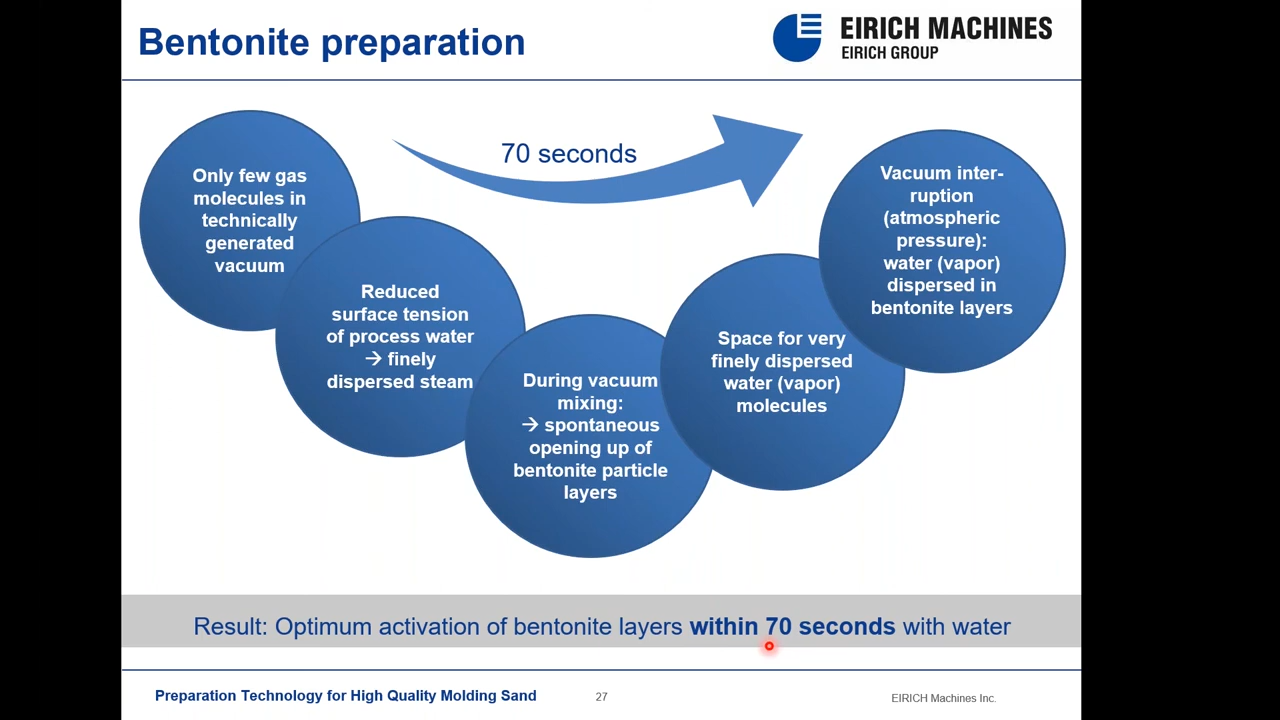 Bentonite preparation
EIRICH MACHINES
EIRICH GROUP
70 seconds
Only few gas
molecules in
technically
generated
vacuum
Reduced
surface tension
of process water
→ finely
dispersed steam
During vacuum
mixing:
→ spontaneous
opening up of
bentonite particle
layers
Space for very
finely dispersed
water (vapor)
molecules
Vacuum inter-
ruption
(atmospheric
pressure):
water (vapor)
dispersed in
bentonite layers
Result: Optimum activation of bentonite layers within 70 seconds with water
Preparation Technology for High Quality Molding Sand
27
EIRICH Machines Inc.